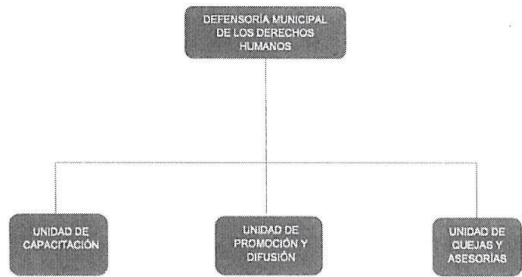 DEFENSORÍA MUNICIPAL
DE LOS DERECHOS
HUMANOS
UNIDAD DE
CAPACITACIÓN
UNIDAD DE
PROMOCIÓN Y
DIFUSIÓN
UNIDAD DE
QUEJAS Y
ASESORÍAS